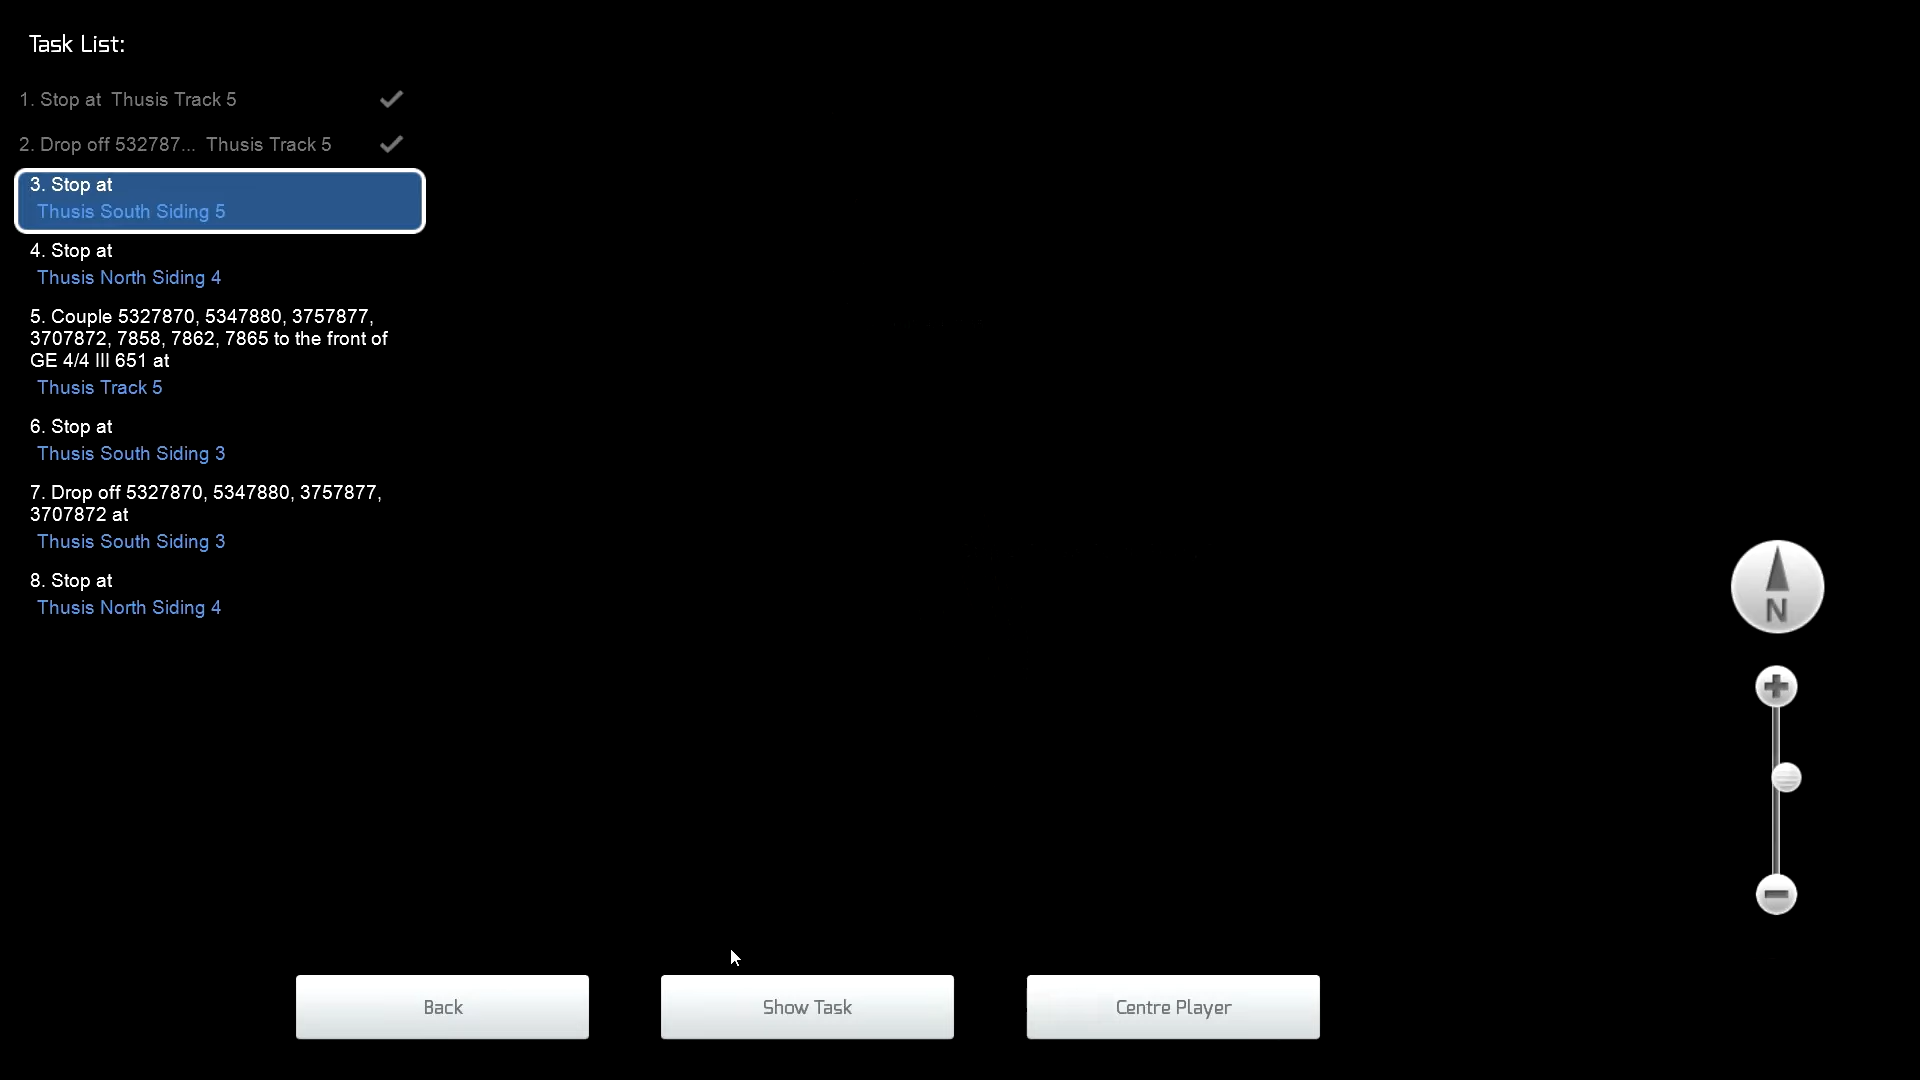 Task List:
1. Stop at  Thusis Track 5
2. Drop off 532787...  Thusis Track 5
3. Stop at
Thusis South Siding 5
4. Stop at
Thusis North Siding 4
5. Couple 5327870, 5347880, 3757877,
3707872, 7858, 7862, 7865 to the front of
GE 4/4 III 651 at
Thusis Track 5
6. Stop at
Thusis South Siding 3
7. Drop off 5327870, 5347880, 3757877,
3707872 at
Thusis South Siding 3
8. Stop at
Thusis North Siding 4
N
Back
Show Task
Centre Player